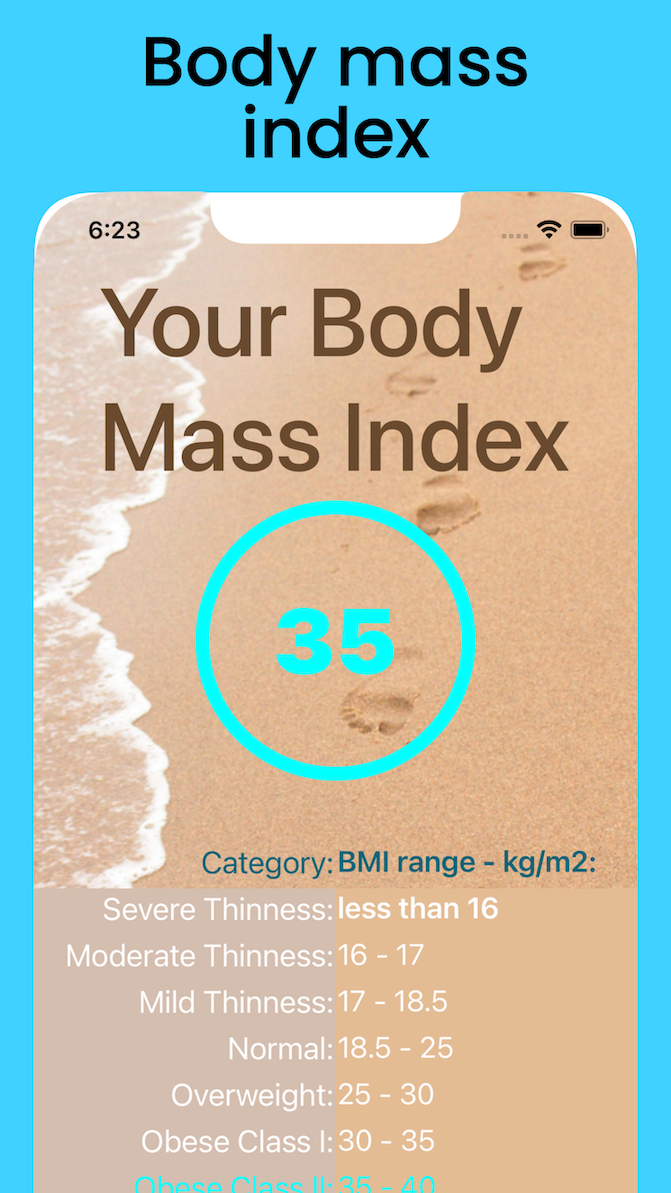 Body mass
index
6:23
Your Body
Mass Index
35
Category: BMI range - kg/m2:
Severe Thinness: less than 16
Moderate Thinness: 16 - 17
Mild Thinness: 17 - 18.5
Normal: 18.5 - 25
Overweight: 25 - 30
Obese Class I: 30 - 35
Obese Class II: 35 - 40